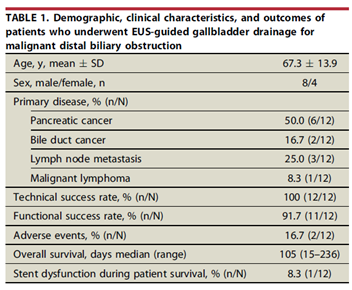 TABLE 1. Demographic, clinical characteristics, and outcomes of
patients who underwent EUS-guided gallbladder drainage for
malignant distal biliary obstruction
Age, y, mean ± SD 67.3 ± 13.9
Sex, male/female, n 8/4
Primary disease, % (n/N)
Pancreatic cancer 50.0 (6/12)
Bile duct cancer 16.7 (2/12)
Lymph node metastasis 25.0 (3/12)
Malignant lymphoma 8.3 (1/12)
Technical success rate, % (n/N) 100 (12/12)
Functional success rate, % (n/N) 91.7 (11/12)
Adverse events, % (n/N) 16.7 (2/12)
Overall survival, days median (range) 105 (15–236)
Stent dysfunction during patient survival, % (n/N) 8.3 (1/12)